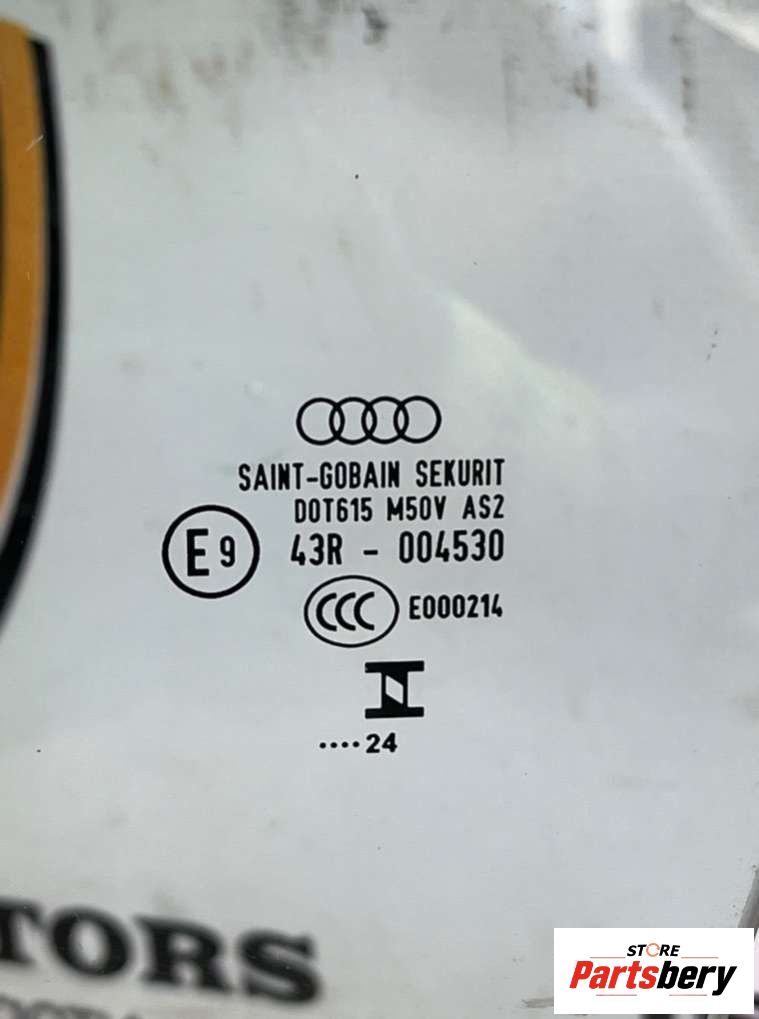 SAINT-GOBAIN SEKURIT
DOT615 M50V AS2
E9 43R - 004530
CCC E000214
····24
TORS
STORE
Partsbery